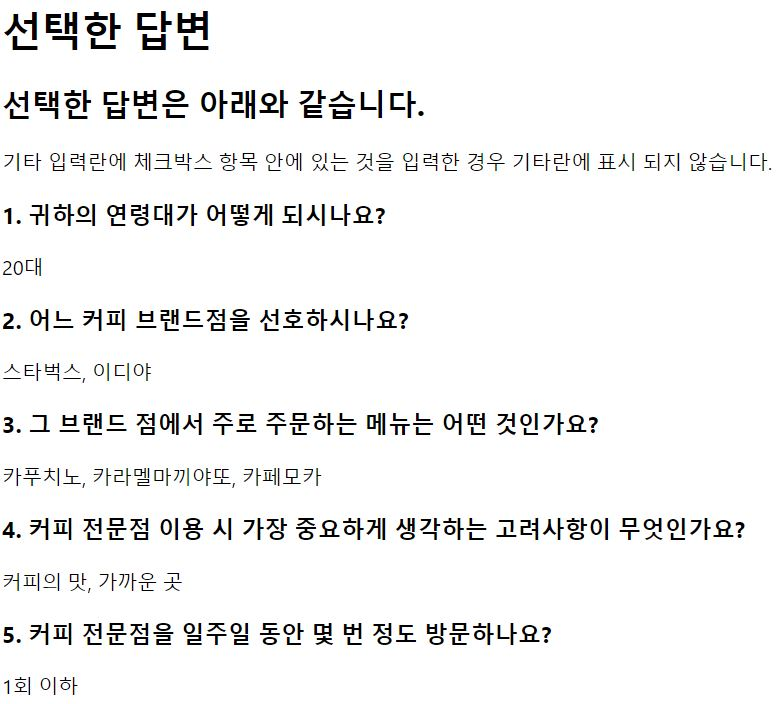 선택한 답변
선택한 답변은 아래와 같습니다.
기타 입력란에 체크박스 항목 안에 있는 것을 입력한 경우 기타란에 표시 되지 않습니다.
1. 귀하의 연령대가 어떻게 되시나요?
20대
2. 어느 커피 브랜드점을 선호하시나요?
스타벅스, 이디야
3. 그 브랜드 점에서 주로 주문하는 메뉴는 어떤 것인가요?
카푸치노, 카라멜마끼야또, 카페모카
4. 커피 전문점 이용 시 가장 중요하게 생각하는 고려사항이 무엇인가요?
커피의 맛, 가까운 곳
5. 커피 전문점을 일주일 동안 몇 번 정도 방문하나요?
1회 이하